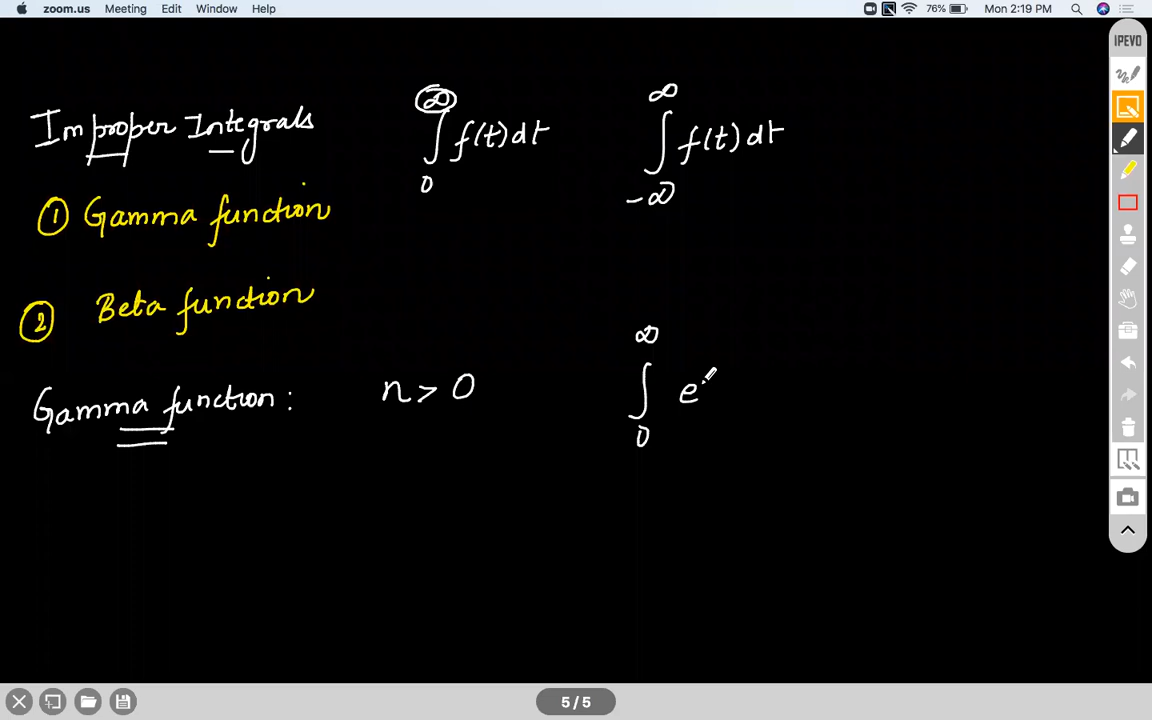 zoom.us Meeting Edit Window Help 76% Mon 2:19 PM
IPEVO
Improper Integrals ∞ ∫ 0 f(t)dt ∞ ∫ -∞ f(t)dt
① Gamma function
② Beta function
Gamma function: n > 0 ∞ ∫ 0 e
5/5